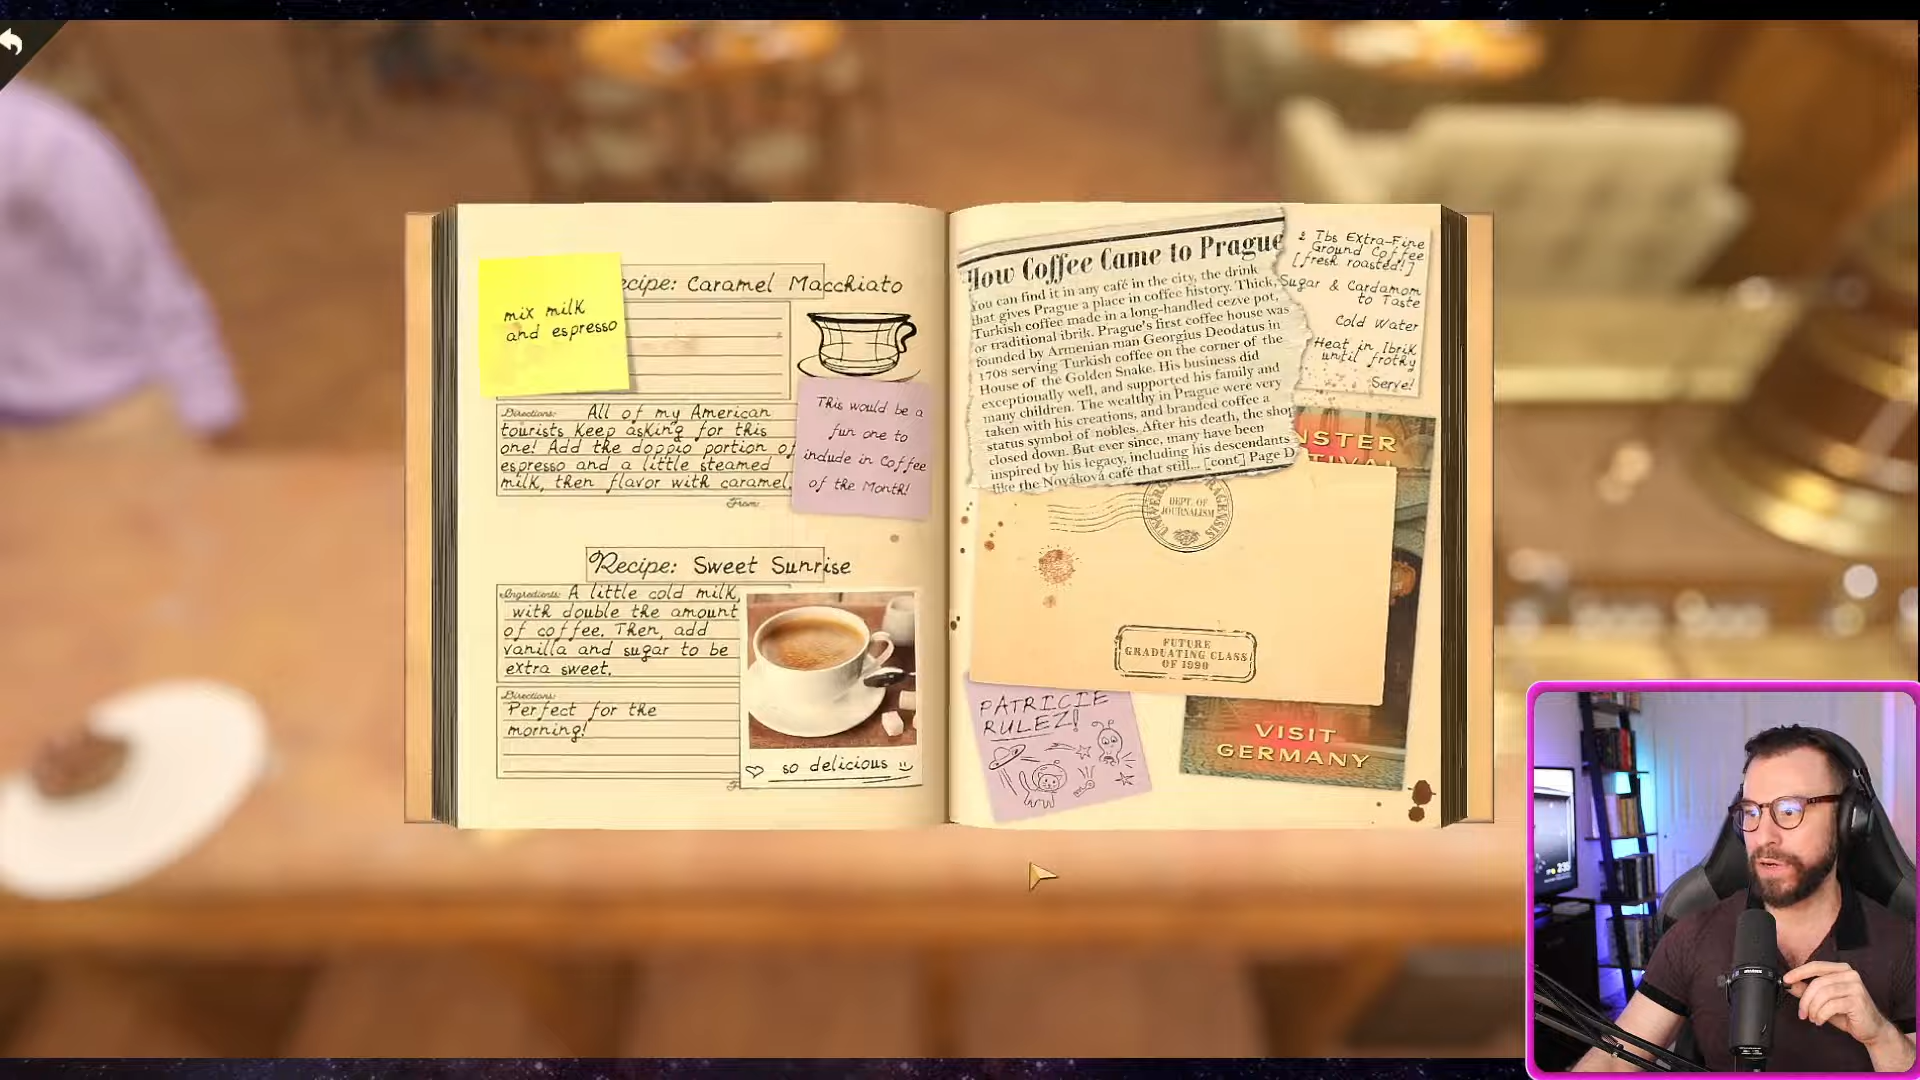 mix milk
and espresso
ecipe: Caramel Macchiato
Directions: All of my American
tourists keep asking for this
one! Add the doppio portion of
espresso and a little steamed
milk, then flavor with caramel.
From:
This would be a
fun one to
include in Coffee
of the Month!
Recipe: Sweet Sunrise
Ingredients: A little cold milk,
with double the amount
of coffee. Then, add
vanilla and sugar to be
extra sweet.
Directions:
Perfect for the
morning!
so delicious
How Coffee Came to Prague
You can find it in any café in the city, the drink
that gives Prague a place in coffee history. Thick,
Turkish coffee made in a long-handled cezve pot,
or traditional ibrik. Prague's first coffee house was
founded by Armenian man Georgius Deodatus in
1708 serving Turkish coffee on the corner of the
House of the Golden Snake. His business did
exceptionally well, and supported his family and
many children. The wealthy in Prague were very
taken with his creations, and branded coffee a
status symbol of nobles. After his death, the shop
closed down. But ever since, many have been
inspired by his legacy, including his descendants
like the Nováková café that still... [cont] Page D
2 Tbs Extra-Fine
Ground Coffee
[fresh roasted!]
Sugar & Cardamom
to Taste
Cold Water
Heat in Ibrik
until frothy
Serve!
NSTER
TIVAL
DEPT. OF
JOURNALISM
FUTURE
GRADUATING CLASS
OF 1990
PATRICIE
RULEZ!
VISIT
GERMANY